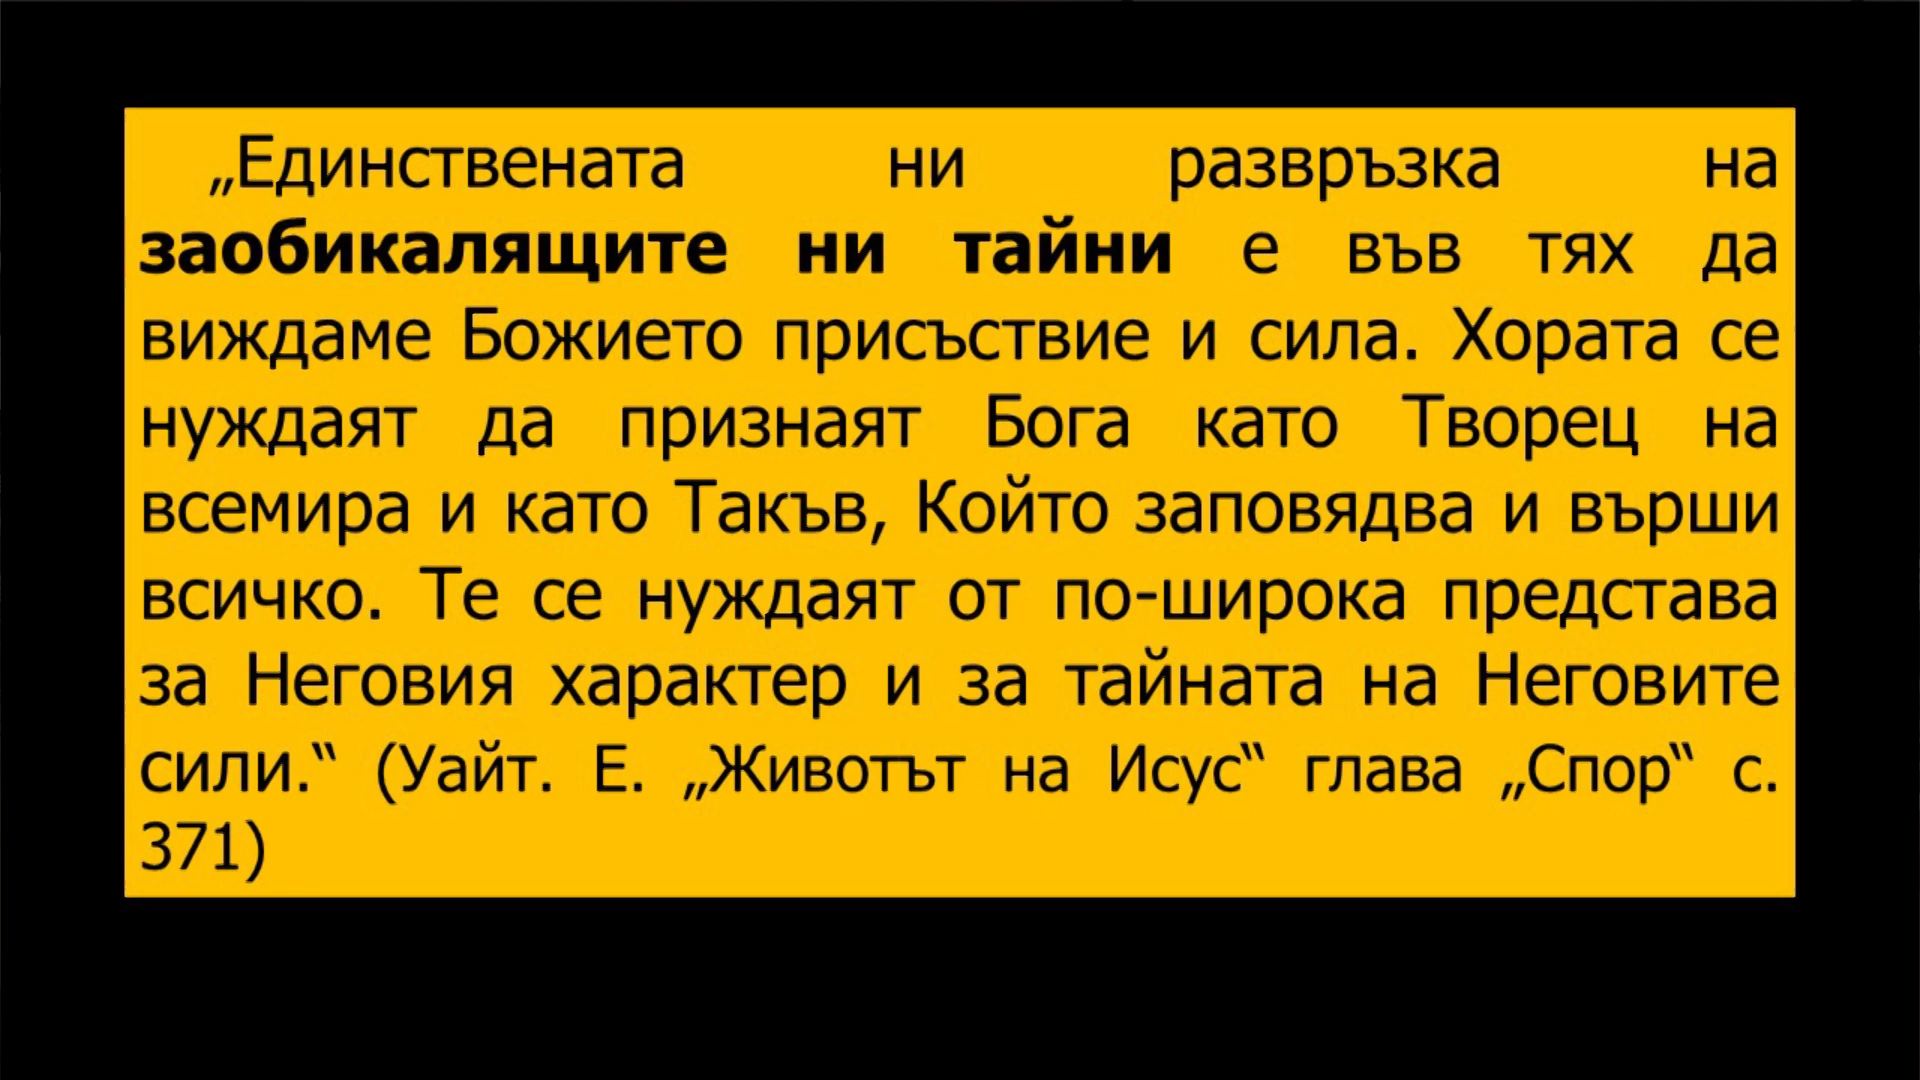 „Единствената ни развръзка на
заобикалящите ни тайни е във тях да
виждаме Божието присъствие и сила. Хората се
нуждаят да признаят Бога като Творец на
всемира и като Такъв, Който заповядва и върши
всичко. Те се нуждаят от по-широка представа
за Неговия характер и за тайната на Неговите
сили.“ (Уайт. Е. „Животът на Исус“ глава „Спор“ с.
371)